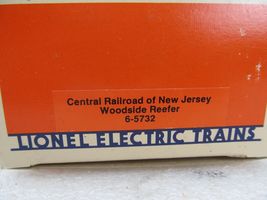 Central Railroad of New Jersey
Woodside Reefer
6-5732
LIONEL ELECTRIC TRAINS